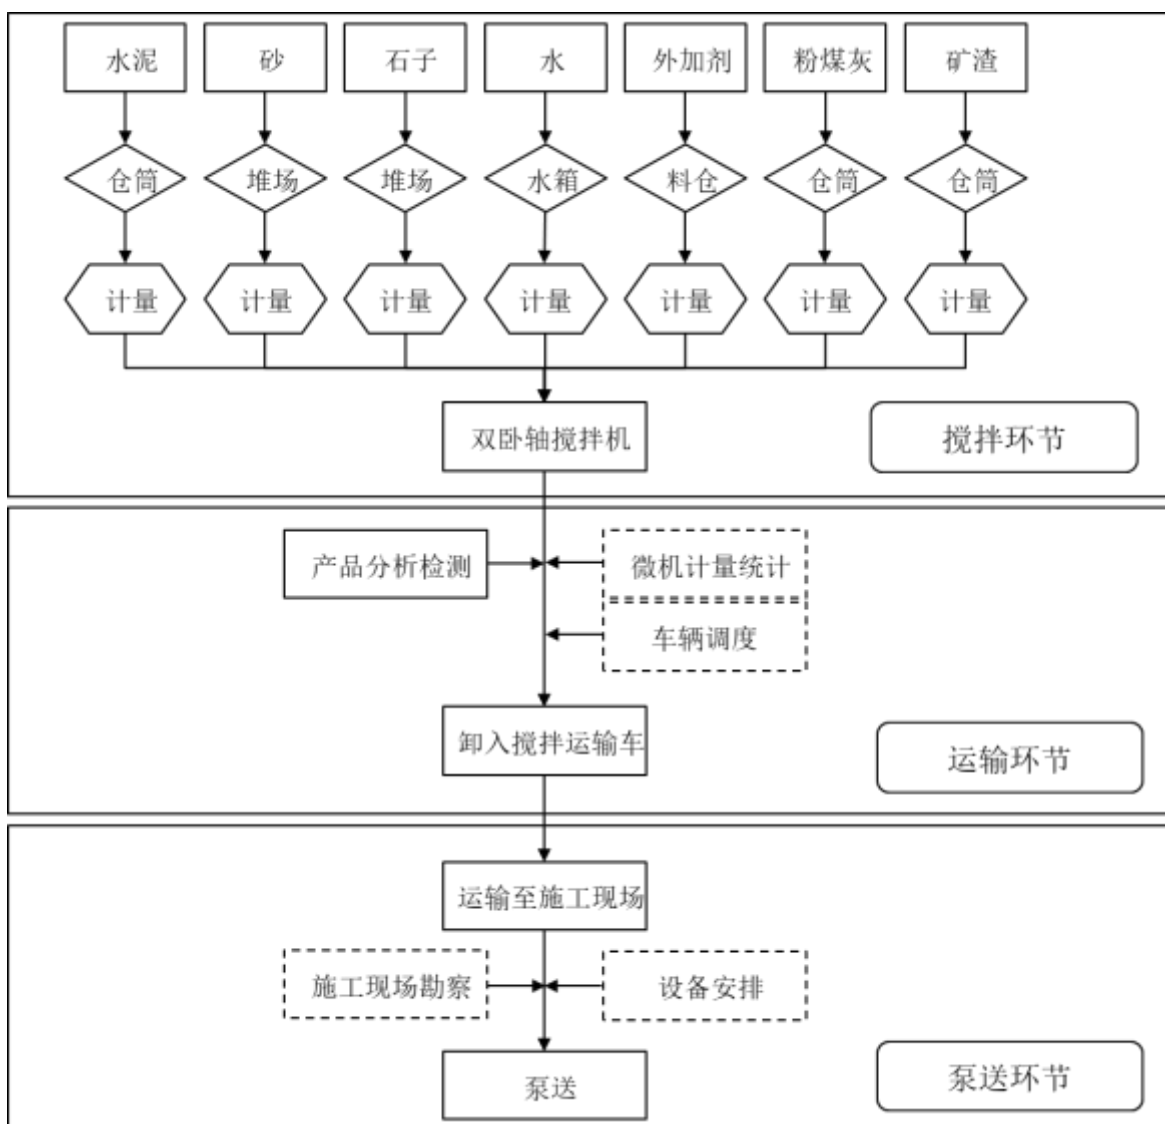 水泥
砂
石子
水
外加剂
粉煤灰
矿渣
仓筒
堆场
堆场
水箱
料仓
仓筒
仓筒
计量
计量
计量
计量
计量
计量
计量
双卧轴搅拌机
搅拌环节
产品分析检测
微机计量统计
车辆调度
卸入搅拌运输车
运输环节
运输至施工现场
施工现场勘察
设备安排
泵送
泵送环节